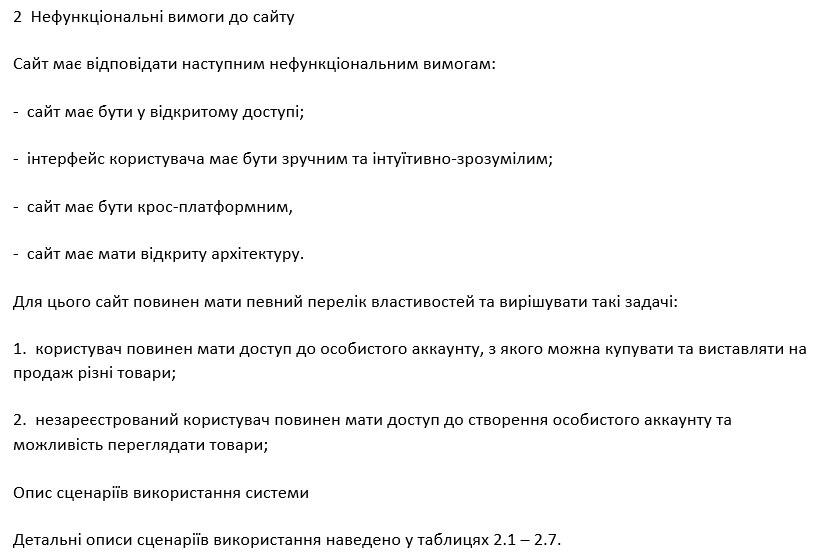 2  Нефункціональні вимоги до сайту
Сайт має відповідати наступним нефункціональним вимогам:
-  сайт має бути у відкритому доступі;
-  інтерфейс користувача має бути зручним та інтуїтивно-зрозумілим;
-  сайт має бути крос-платформним,
-  сайт має мати відкриту архітектуру.
Для цього сайт повинен мати певний перелік властивостей та вирішувати такі задачі:
1.  користувач повинен мати доступ до особистого аккаунту, з якого можна купувати та виставляти на
продаж різні товари;
2.  незареєстрований користувач повинен мати доступ до створення особистого аккаунту та
можливість переглядати товари;
Опис сценаріїв використання системи
Детальні описи сценаріїв використання наведено у таблицях 2.1 – 2.7.